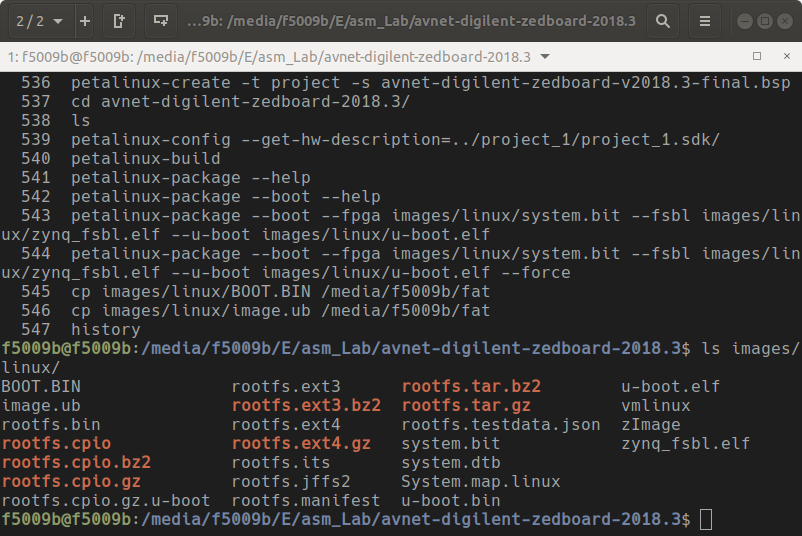 2 / 2
...9b: /media/f5009b/E/asm_Lab/avnet-digilent-zedboard-2018.3
1: f5009b@f5009b: /media/f5009b/E/asm_Lab/avnet-digilent-zedboard-2018.3
536 petalinux-create -t project -s avnet-digilent-zedboard-v2018.3-final.bsp
537 cd avnet-digilent-zedboard-2018.3/
538 ls
539 petalinux-config --get-hw-description=../project_1/project_1.sdk/
540 petalinux-build
541 petalinux-package --help
542 petalinux-package --boot --help
543 petalinux-package --boot --fpga images/linux/system.bit --fsbl images/lin
ux/zynq_fsbl.elf --u-boot images/linux/u-boot.elf
544 petalinux-package --boot --fpga images/linux/system.bit --fsbl images/lin
ux/zynq_fsbl.elf --u-boot images/linux/u-boot.elf --force
545 cp images/linux/BOOT.BIN /media/f5009b/fat
546 cp images/linux/image.ub /media/f5009b/fat
547 history
f5009b@f5009b:/media/f5009b/E/asm_Lab/avnet-digilent-zedboard-2018.3$ ls images/
linux/
BOOT.BIN rootfs.ext3 rootfs.tar.bz2 u-boot.elf
image.ub rootfs.ext3.bz2 rootfs.tar.gz vmlinux
rootfs.bin rootfs.ext4 rootfs.testdata.json zImage
rootfs.cpio rootfs.ext4.gz system.bit zynq_fsbl.elf
rootfs.cpio.bz2 rootfs.its system.dtb
rootfs.cpio.gz rootfs.jffs2 System.map.linux
rootfs.cpio.gz.u-boot rootfs.manifest u-boot.bin
f5009b@f5009b:/media/f5009b/E/asm_Lab/avnet-digilent-zedboard-2018.3$